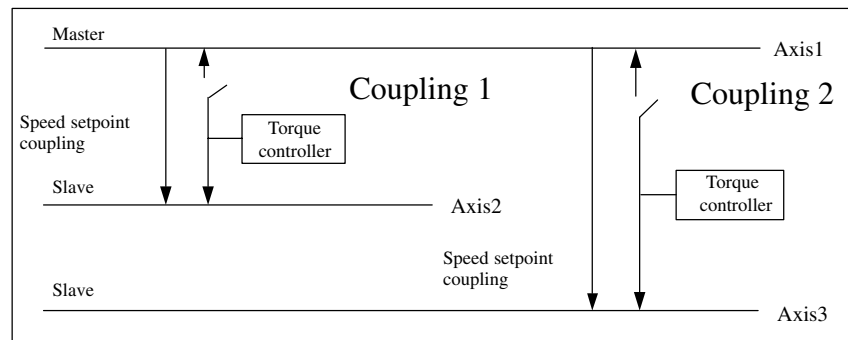 Master
Axis1
Coupling 1
Coupling 2
Speed setpoint
coupling
Torque
controller
Torque
controller
Slave
Axis2
Speed setpoint
coupling
Slave
Axis3